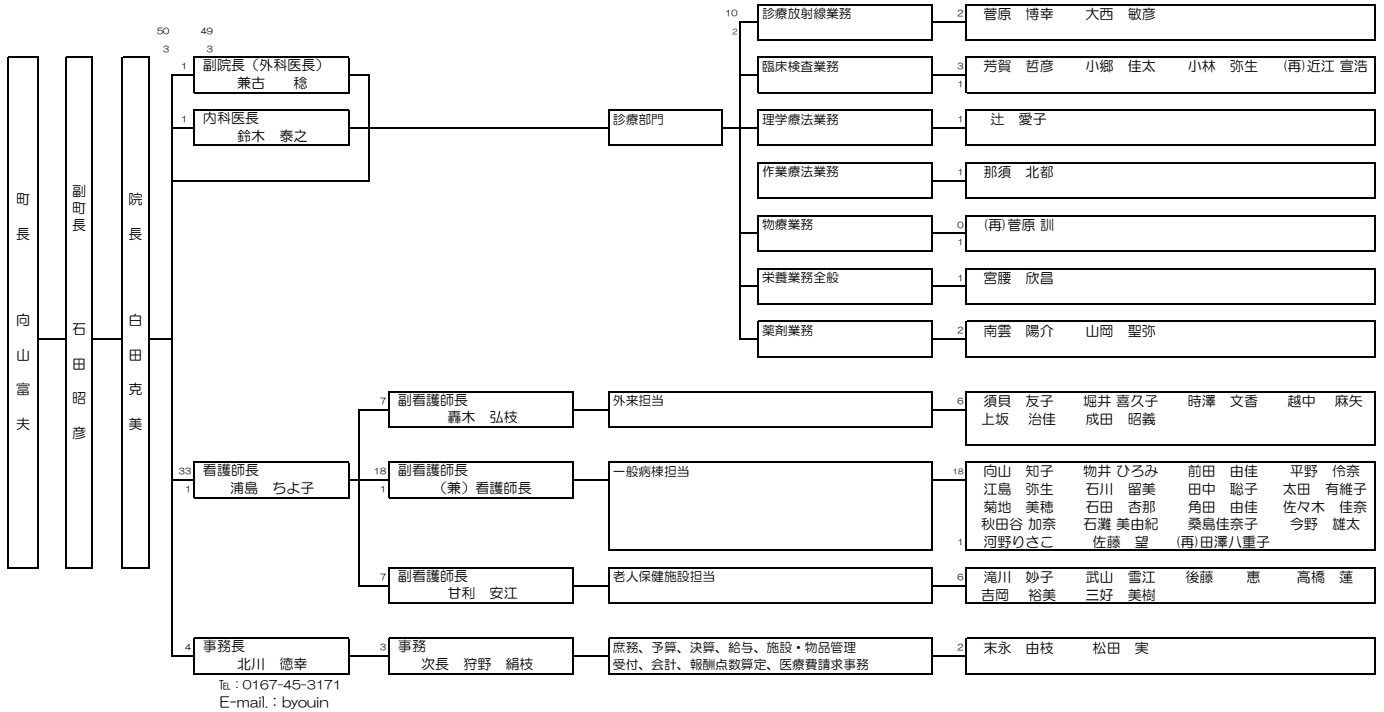 50 49
3 3
町長 向山富夫
副町長 石田昭彦
院長 白田克美
1
副院長（外科医長）
兼古 稔
1
内科医長
鈴木 泰之
診療部門
10
2
診療放射線業務
2
菅原 博幸 大西 敏彦
臨床検査業務
3
1
芳賀 哲彦 小郷 佳太 小林 弥生 (再)近江 宣浩
理学療法業務
1
辻 愛子
作業療法業務
1
那須 北都
物療業務
0
1
(再)菅原 訓
栄養業務全般
1
宮腰 欣昌
薬剤業務
2
南雲 陽介 山岡 聖弥
33
1
看護師長
浦島 ちよ子
7
副看護師長
轟木 弘枝
外来担当
6
須貝 友子 堀井 喜久子 時澤 文香 越中 麻矢
上坂 治佳 成田 昭義
18
1
副看護師長
（兼）看護師長
一般病棟担当
18
向山 知子 物井 ひろみ 前田 由佳 平野 伶奈
江島 弥生 石川 留美 田中 聡子 太田 有維子
菊地 美穂 石田 杏那 角田 由佳 佐々木 佳奈
秋田谷 加奈 石灘 美由紀 桑島佳奈子 今野 雄太
1
河野りさこ 佐藤 望 (再)田澤八重子
7
副看護師長
甘利 安江
老人保健施設担当
6
滝川 妙子 武山 雪江 後藤 恵 高橋 蓮
吉岡 裕美 三好 美樹
4
事務長
北川 徳幸
3
事務
次長 狩野 絹枝
庶務、予算、決算、給与、施設・物品管理
受付、会計、報酬点数算定、医療費請求事務
2
末永 由枝 松田 実
℡：0167-45-3171
E-mail.：byouin